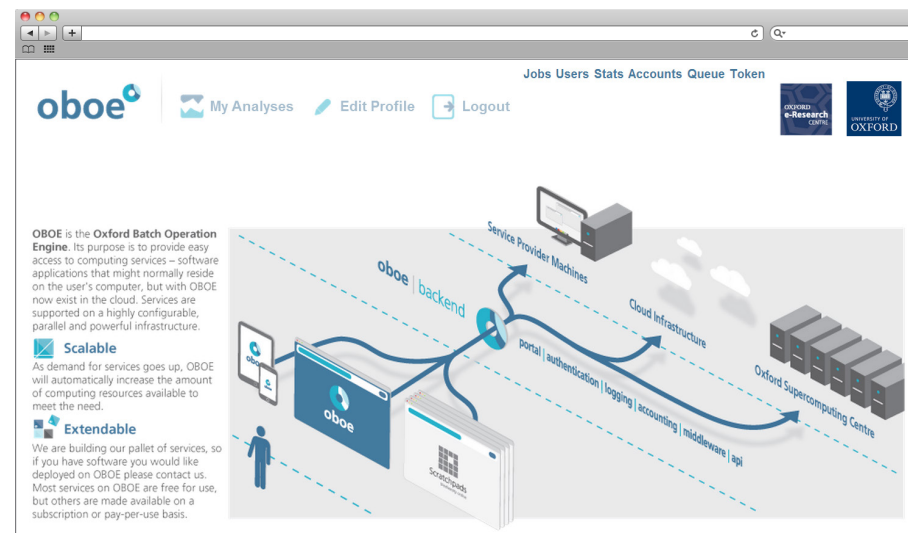 Jobs Users Stats Accounts Queue Token
oboe
My Analyses
Edit Profile
Logout
OXFORD
e-Research
CENTRE
UNIVERSITY OF
OXFORD
OBOE is the Oxford Batch Operation
Engine. Its purpose is to provide easy
access to computing services – software
applications that might normally reside
on the user's computer, but with OBOE
now exist in the cloud. Services are
supported on a highly configurable,
parallel and powerful infrastructure.
Scalable
As demand for services goes up, OBOE
will automatically increase the amount
of computing resources available to
meet the need.
Extendable
We are building our pallet of services, so
if you have software you would like
deployed on OBOE please contact us.
Most services on OBOE are free for use,
but others are made available on a
subscription or pay-per-use basis.
Service Provider Machines
oboe | backend
Cloud Infrastructure
portal | authentication | logging | accounting | middleware | api
Oxford Supercomputing Centre
oboe
oboe
Scratchpads